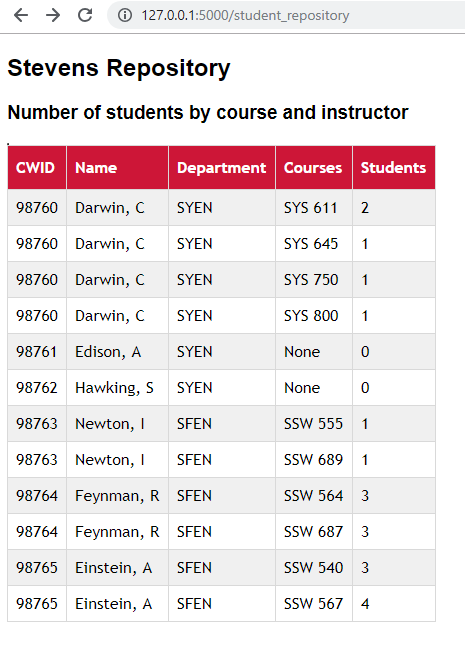 127.0.0.1:5000/student_repository
Stevens Repository
Number of students by course and instructor
CWID Name Department Courses Students
98760 Darwin, C SYEN SYS 611 2
98760 Darwin, C SYEN SYS 645 1
98760 Darwin, C SYEN SYS 750 1
98760 Darwin, C SYEN SYS 800 1
98761 Edison, A SYEN None 0
98762 Hawking, S SYEN None 0
98763 Newton, I SFEN SSW 555 1
98763 Newton, I SFEN SSW 689 1
98764 Feynman, R SFEN SSW 564 3
98764 Feynman, R SFEN SSW 687 3
98765 Einstein, A SFEN SSW 540 3
98765 Einstein, A SFEN SSW 567 4